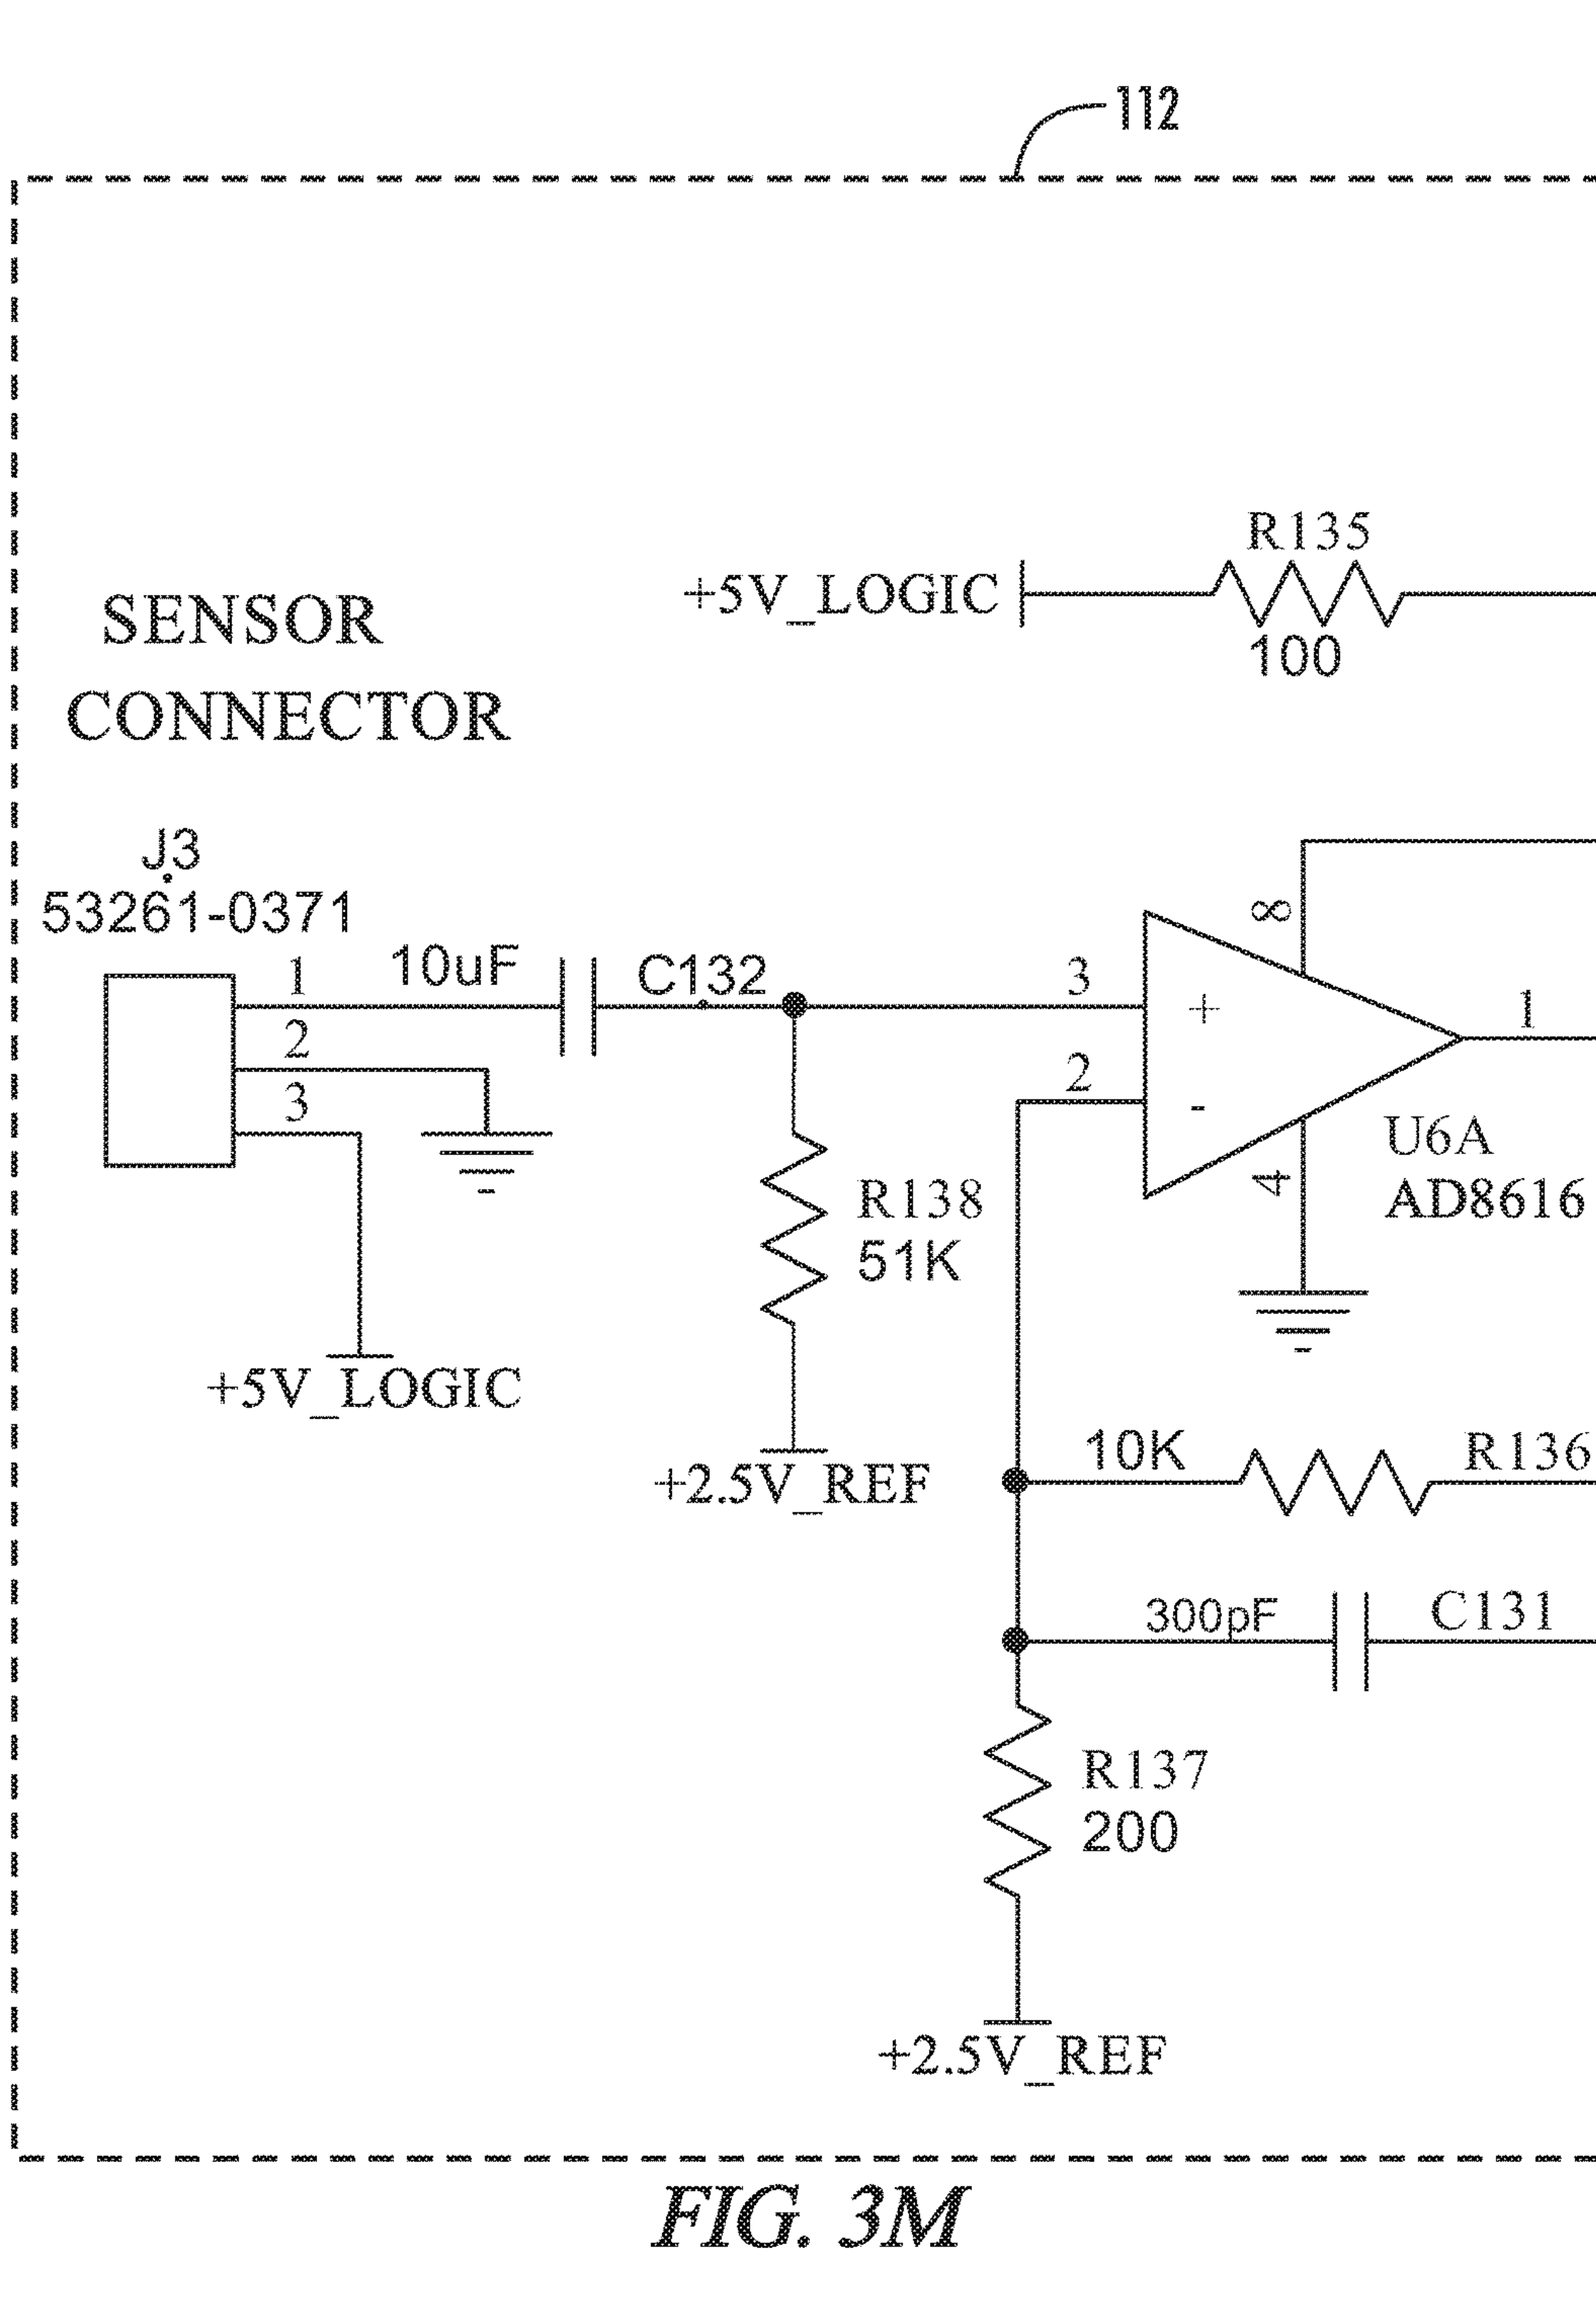 112
R135
+5V_LOGIC
100
SENSOR
CONNECTOR
J3
53261-0371
1
10uF
C132
3
8
2
+
1
3
2
-
U6A
4
AD8616
R138
51K
+5V_LOGIC
10K
R136
+2.5V_REF
300pF
C131
R137
200
+2.5V_REF
FIG. 3M